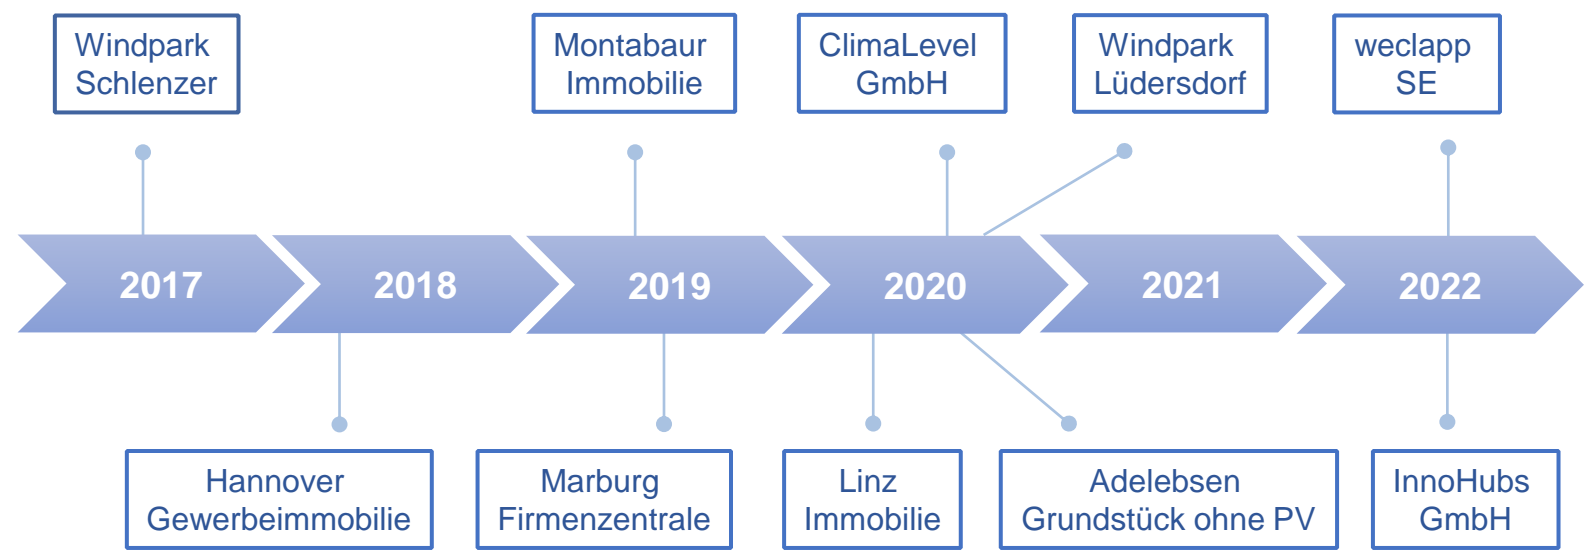 Windpark
Schlenzer
Montabaur
Immobilie
ClimaLevel
GmbH
Windpark
Lüdersdorf
weclapp
SE
2017
2018
2019
2020
2021
2022
Hannover
Gewerbeimmobilie
Marburg
Firmenzentrale
Linz
Immobilie
Adelebsen
Grundstück ohne PV
InnoHubs
GmbH